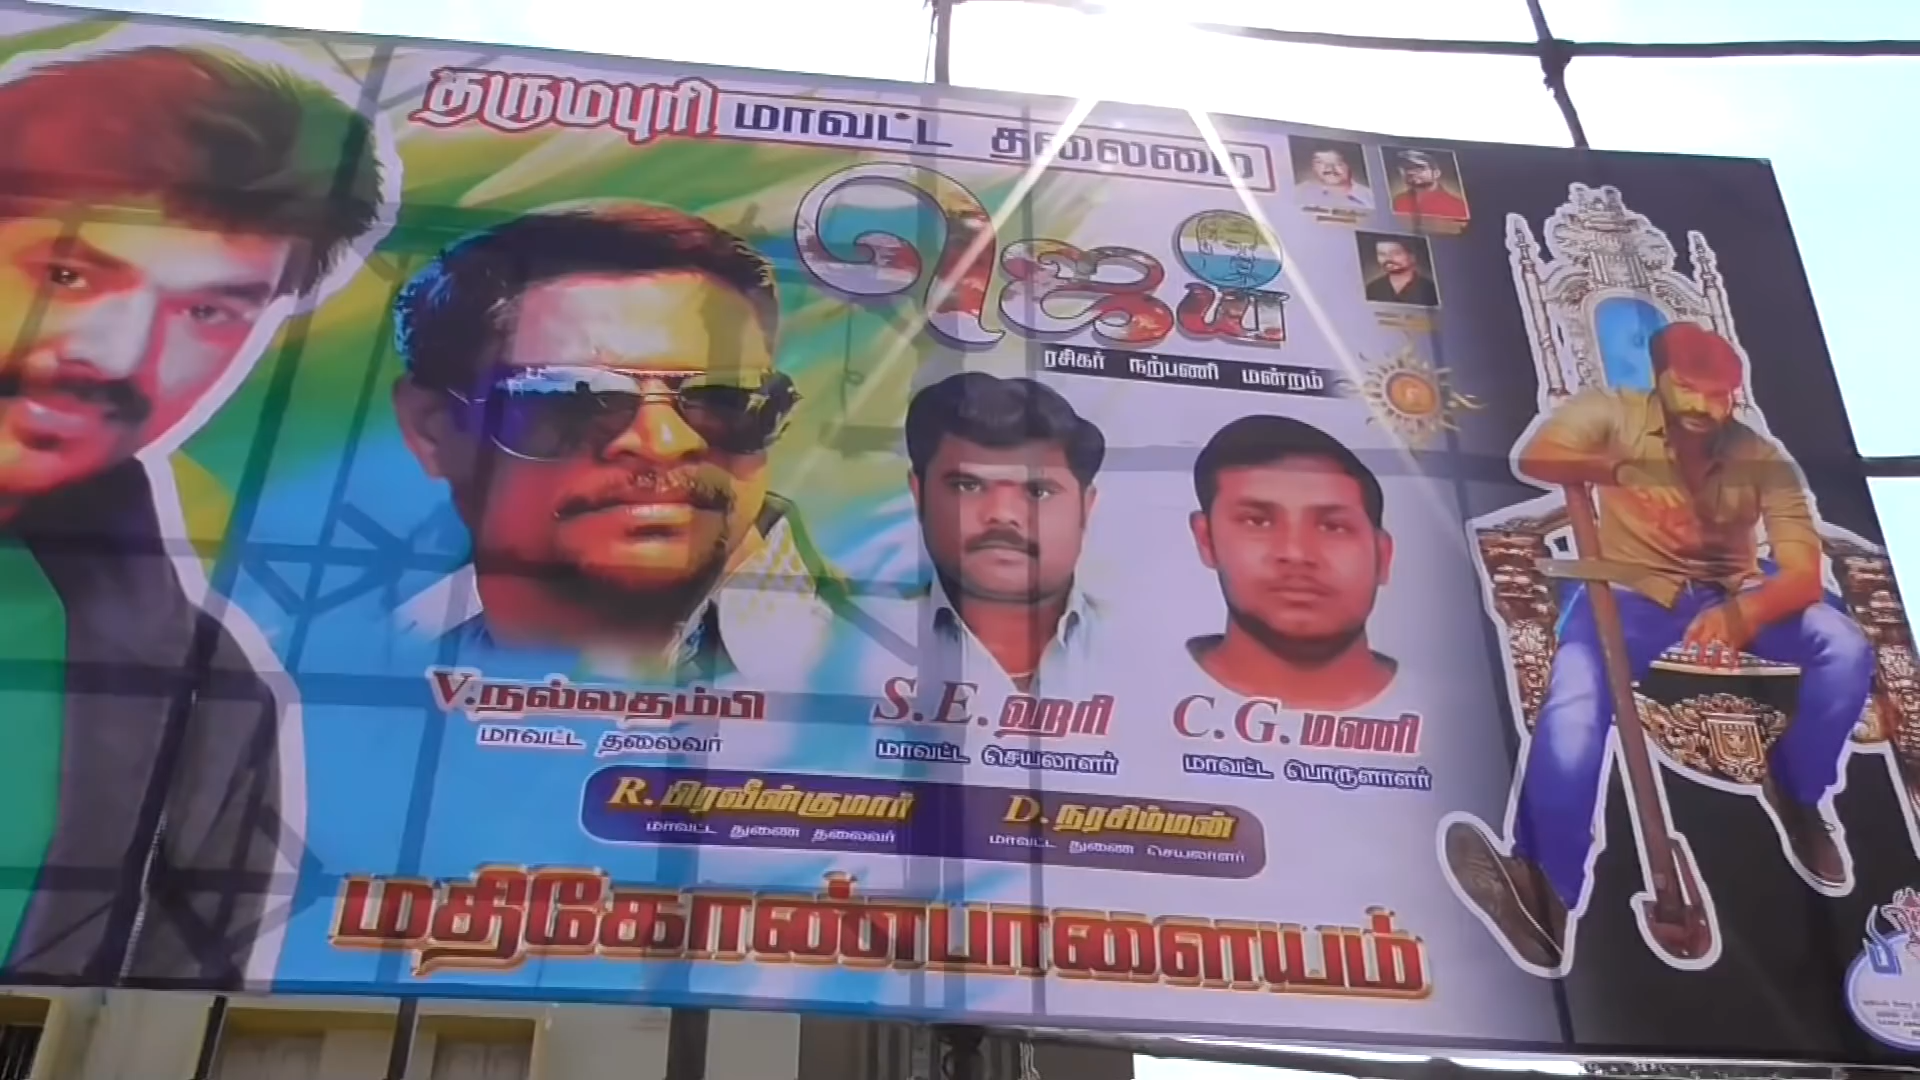 தருமபுரி மாவட்ட தலைமை
ஜெய்
ரசிகர் நற்பணி மன்றம்
V.நல்லதம்பி
மாவட்ட தலைவர்
S.E.ஹரி
மாவட்ட செயலாளர்
C.G.மணி
மாவட்ட பொருளாளர்
R.பிரவீன்குமார்
மாவட்ட துணை தலைவர்
D.நரசிம்மன்
மாவட்ட துணை செயலாளர்
மதிகோண்பாளையம்